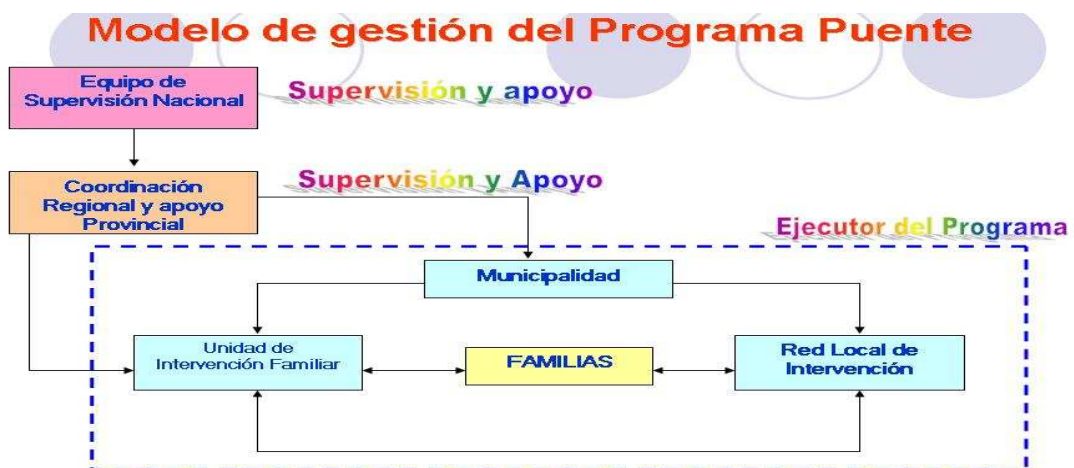 Modelo de gestión del Programa Puente
Equipo de
Supervisión Nacional
Supervisión y apoyo
Coordinación
Regional y apoyo
Provincial
Supervisión y Apoyo
Ejecutor del Programa
Municipalidad
Unidad de
Intervención Familiar
FAMILIAS
Red Local de
Intervención